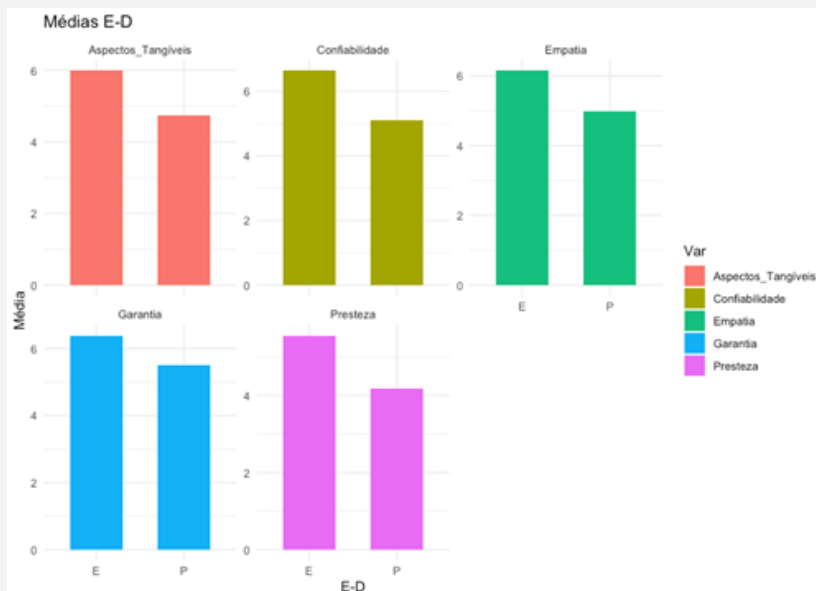 Médias E-D
Aspectos_Tangíveis
Confiabilidade
Empatia
6
4
2
0
6
4
2
0
6
4
2
0
E
P
Média
Garantia
Presteza
6
4
2
0
4
2
0
E
P
E
P
E-D
Var
Aspectos_Tangíveis
Confiabilidade
Empatia
Garantia
Presteza